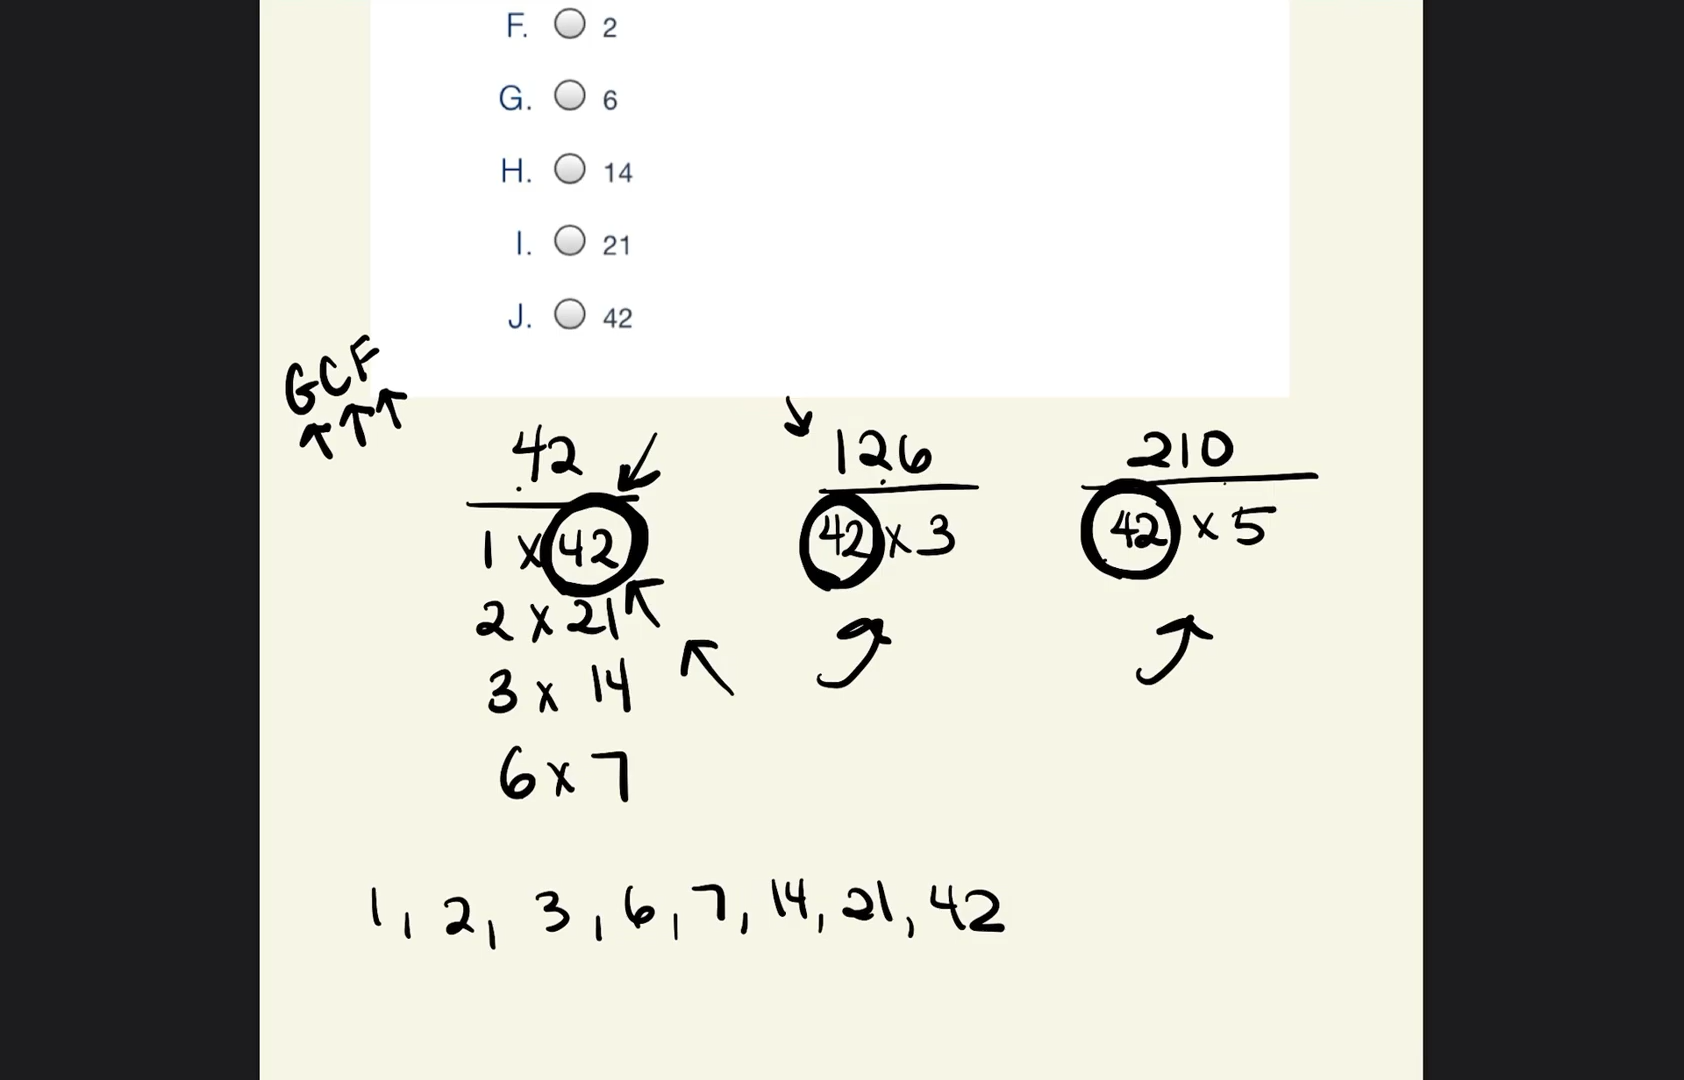 F. 2
G. 6
H. 14
I. 21
J. 42
GCF
42 126 210
1 x 42 42 x 3 42 x 5
2 x 21
3 x 14
6 x 7
1, 2, 3, 6, 7, 14, 21, 42